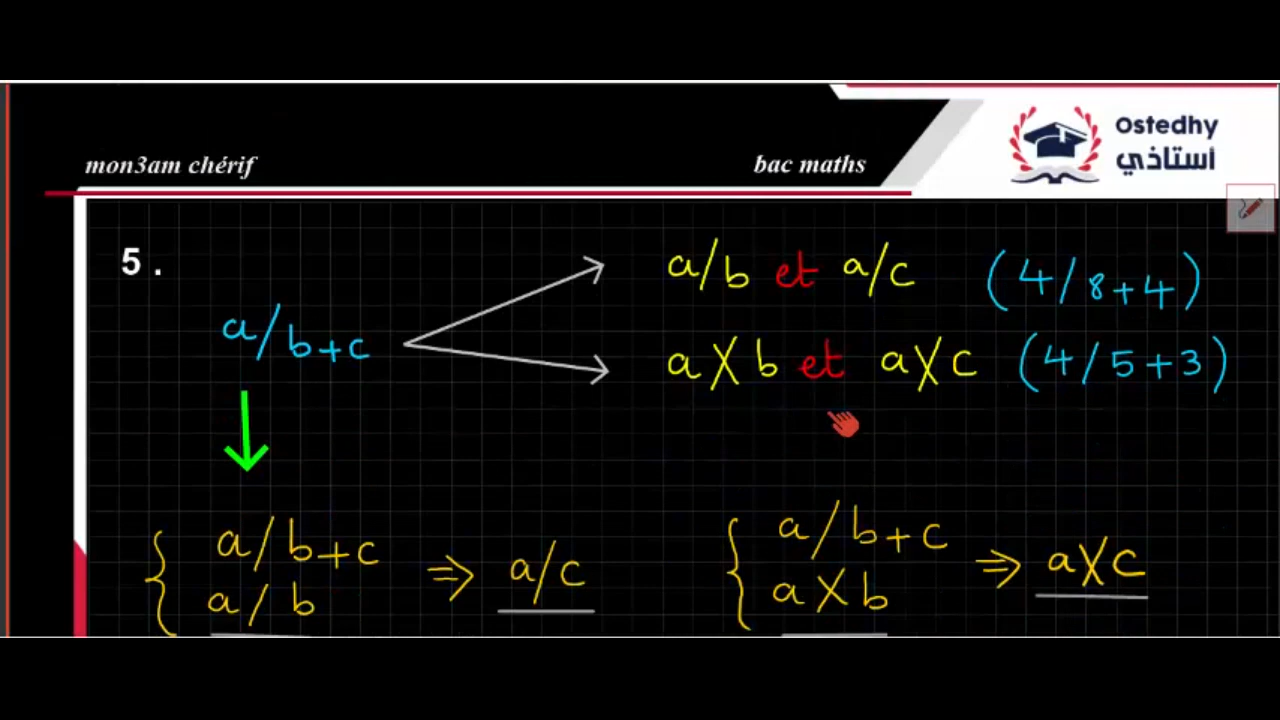 Ostedhy
أستاذي
mon3am chérif
bac maths
5 .
a/b et a/c (4/8+4)
a/b+c
a∤b et a∤c (4/5+3)
a/b+c
a/b
⇒ a/c
a/b+c
a∤b
⇒ a∤c